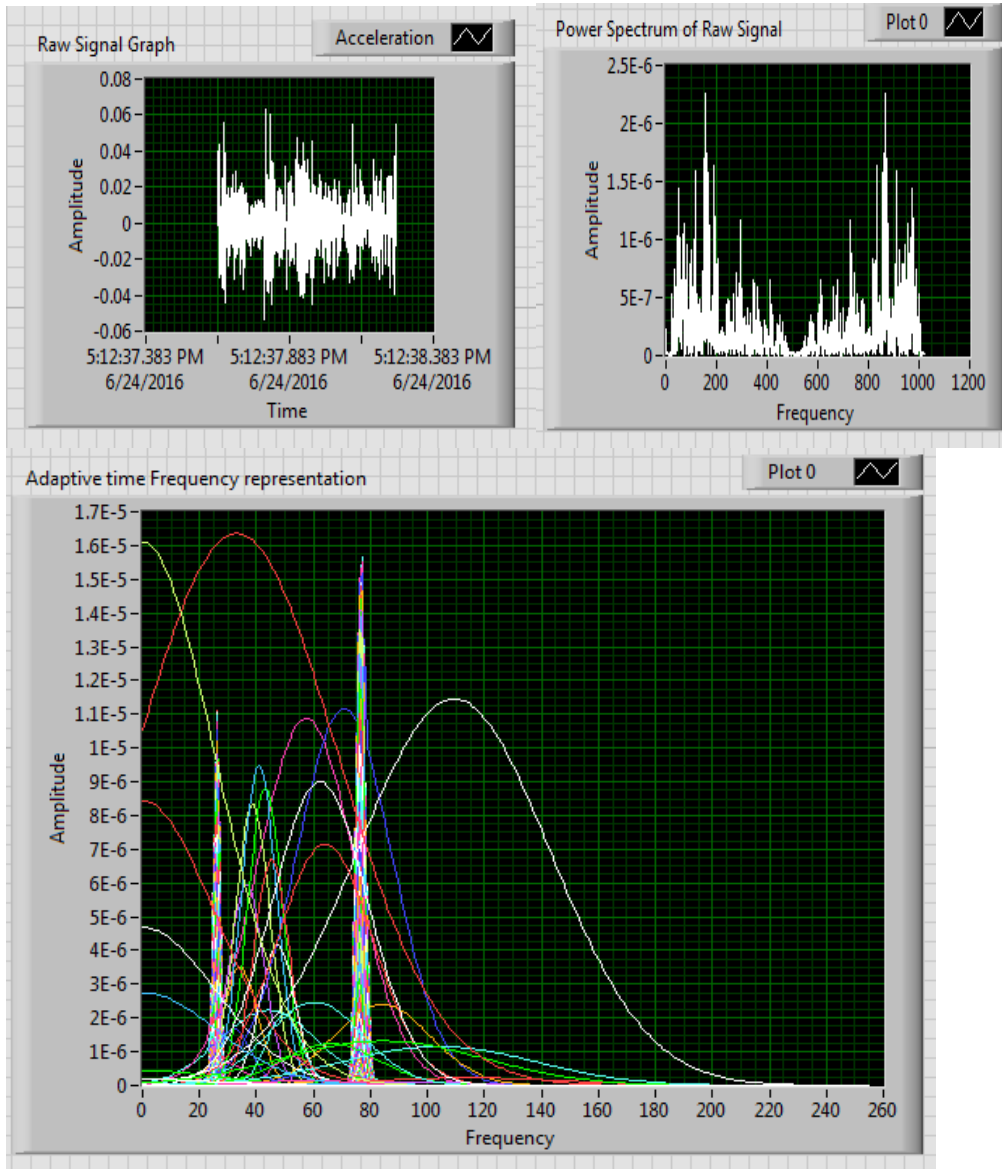 Raw Signal Graph
Acceleration
Amplitude
0.08
0.06
0.04
0.02
0
-0.02
-0.04
-0.06
5:12:37.383 PM 5:12:37.883 PM 5:12:38.383 PM
6/24/2016 6/24/2016 6/24/2016
Time
Power Spectrum of Raw Signal
Plot 0
Amplitude
2.5E-6
2E-6
1.5E-6
1E-6
5E-7
0
0 200 400 600 800 1000 1200
Frequency
Adaptive time Frequency representation
Plot 0
Amplitude
1.7E-5
1.6E-5
1.5E-5
1.4E-5
1.3E-5
1.2E-5
1.1E-5
1E-5
9E-6
8E-6
7E-6
6E-6
5E-6
4E-6
3E-6
2E-6
1E-6
0
0 20 40 60 80 100 120 140 160 180 200 220 240 260
Frequency